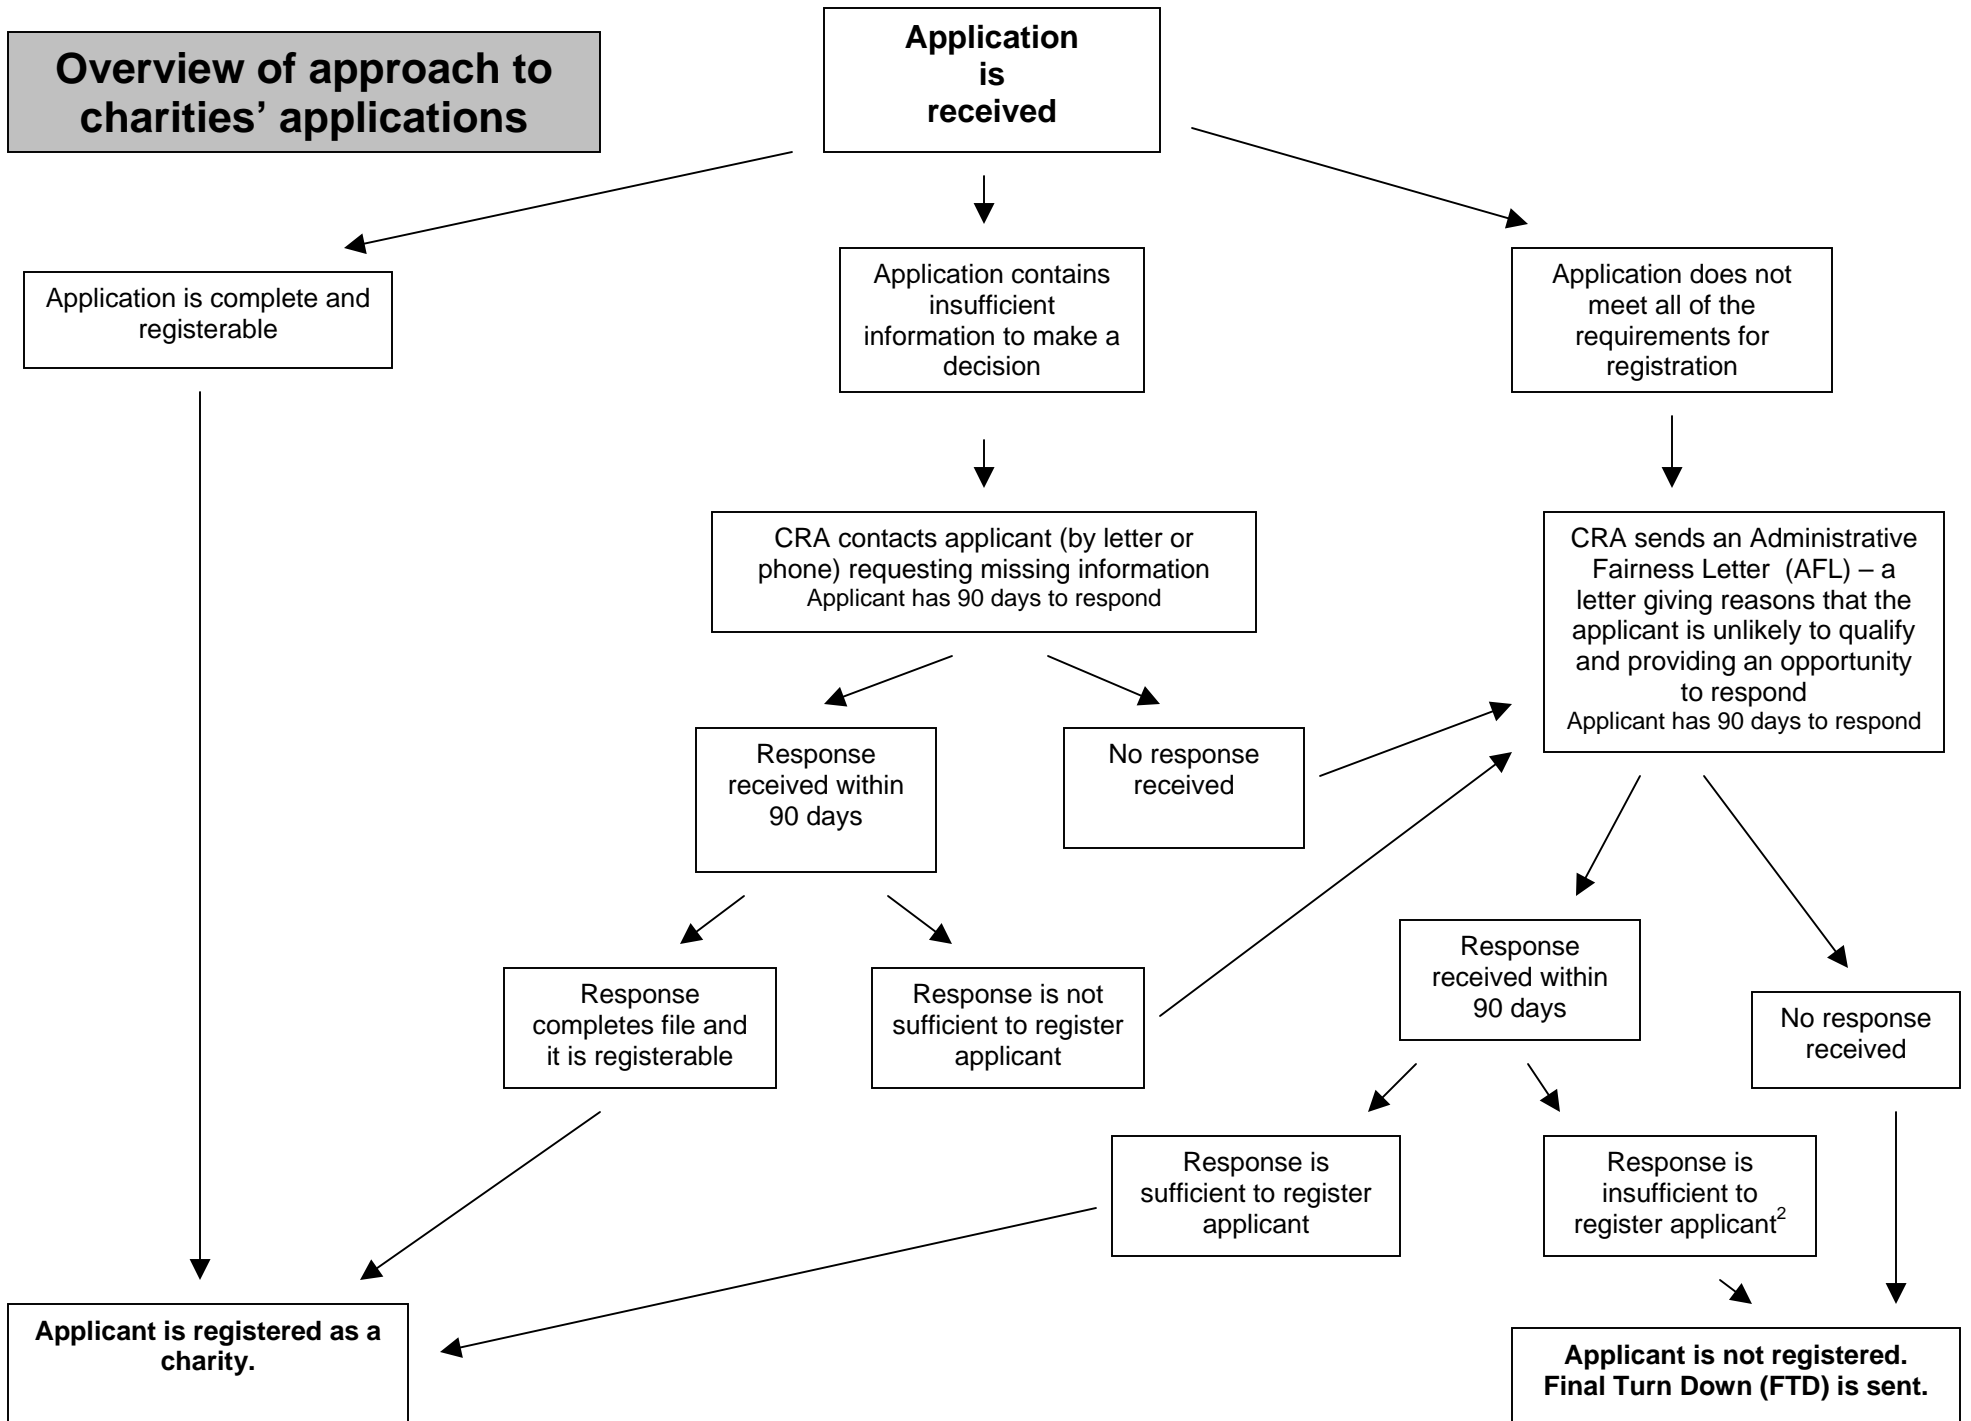 Overview of approach to
charities’ applications
Application
is
received
Application is complete and
registerable
Application contains
insufficient
information to make a
decision
Application does not
meet all of the
requirements for
registration
CRA contacts applicant (by letter or
phone) requesting missing information
Applicant has 90 days to respond
CRA sends an Administrative
Fairness Letter (AFL) – a
letter giving reasons that the
applicant is unlikely to qualify
and providing an opportunity
to respond
Applicant has 90 days to respond
Response
received within
90 days
No response
received
Response
completes file and
it is registerable
Response is not
sufficient to register
applicant
Response
received within
90 days
No response
received
Response is
sufficient to register
applicant
Response is
insufficient to
register applicant²
Applicant is registered as a
charity.
Applicant is not registered.
Final Turn Down (FTD) is sent.